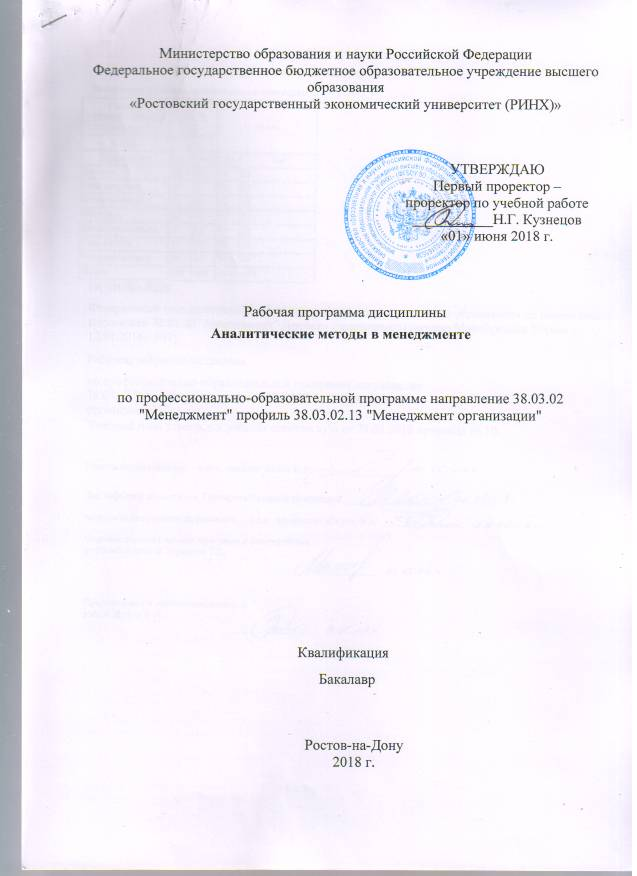 Министерство образования и науки Российской Федерации
Федеральное государственное бюджетное образовательное учреждение высшего
образования
«Ростовский государственный экономический университет (РИНХ)»
УТВЕРЖДАЮ
Первый проректор –
проректор по учебной работе
Н.Г. Кузнецов
«01» июня 2018 г.
Рабочая программа дисциплины
Аналитические методы в менеджменте
по профессионально-образовательной программе направление 38.03.02
"Менеджмент" профиль 38.03.02.13 "Менеджмент организации"
Квалификация
Бакалавр
Ростов-на-Дону
2018 г.